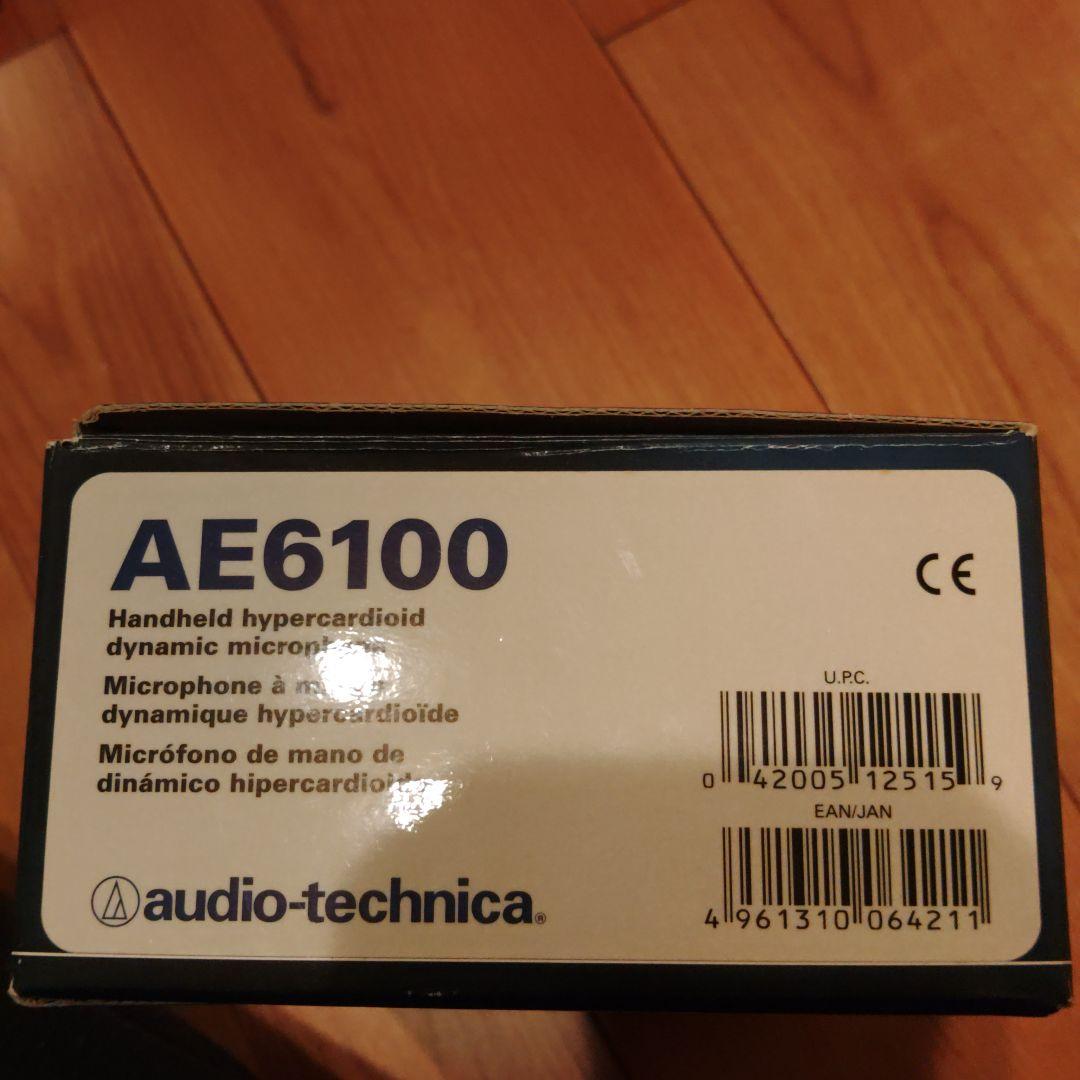 AE6100
Handheld hypercardioid
dynamic
Microphone à
dynamique hypercardioïde
Micrófono de mano de
dinámico hipercardioide
audio-technica®
CE
U.P.C.
0 42005 12515 9
EAN/JAN
4 961310 064211